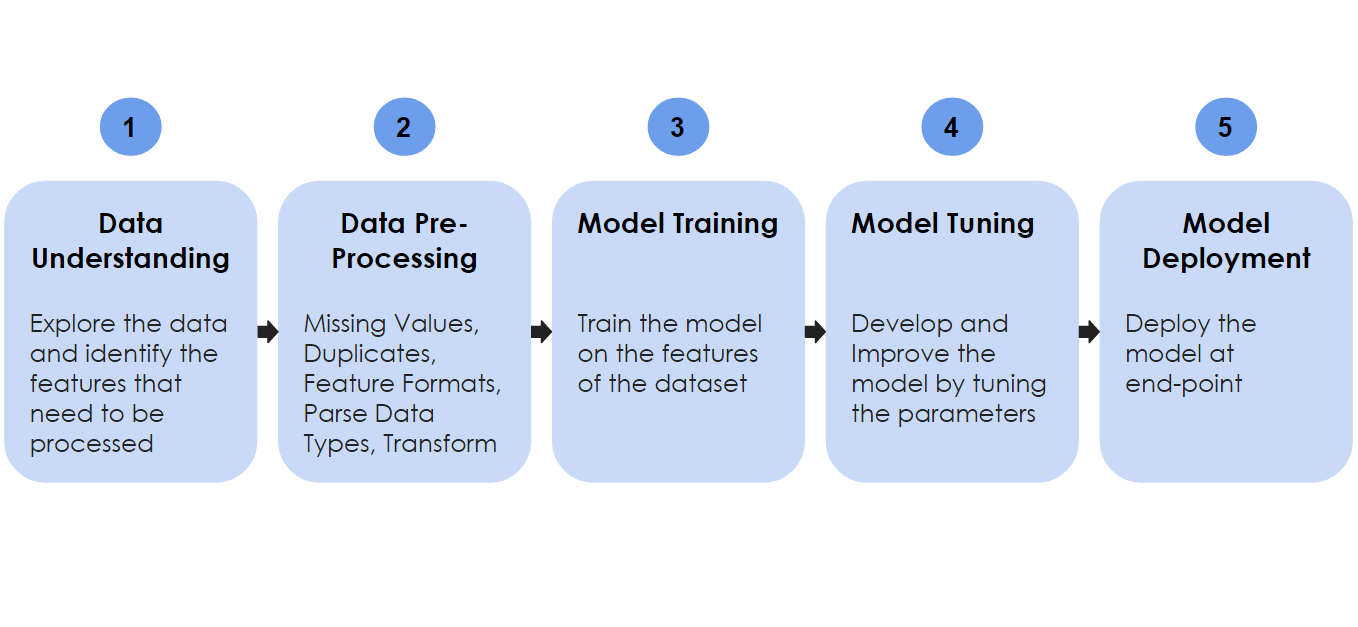 1
2
3
4
5
Data
Understanding
Explore the data
and identify the
features that
need to be
processed
Data Pre-
Processing
Missing Values,
Duplicates,
Feature Formats,
Parse Data
Types, Transform
Model Training
Train the model
on the features
of the dataset
Model Tuning
Develop and
Improve the
model by tuning
the parameters
Model
Deployment
Deploy the
model at
end-point